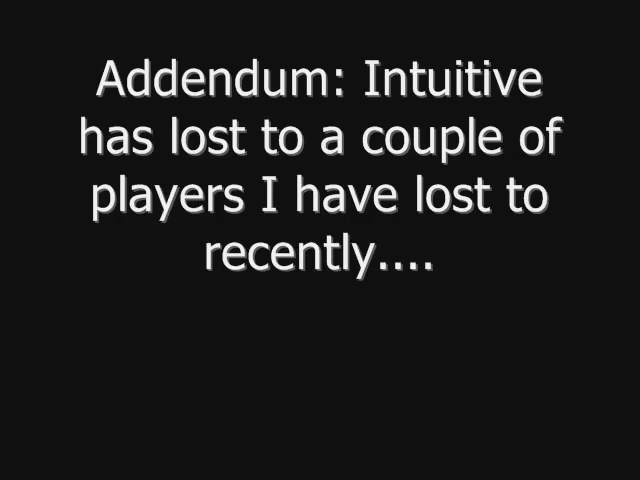 Addendum: Intuitive
has lost to a couple of
players I have lost to
recently....